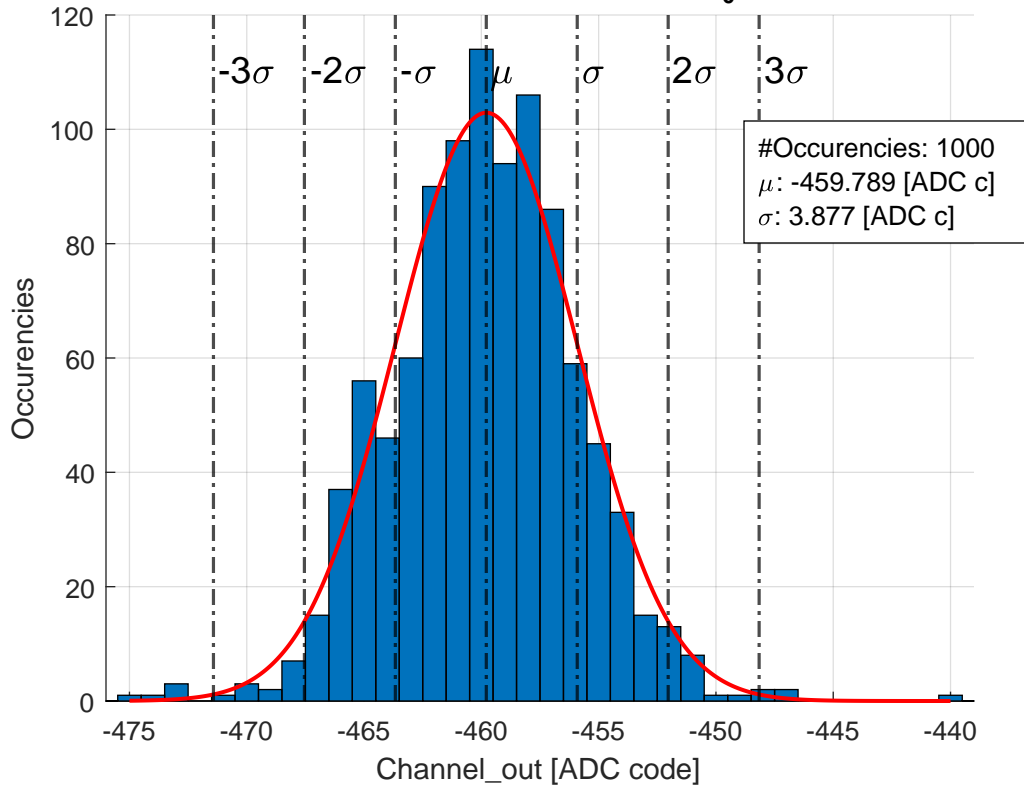 120
100
80
60
40
20
0
Occurencies
-3σ
-2σ
-σ
μ
σ
2σ
3σ
#Occurencies: 1000
μ: -459.789 [ADC c]
σ: 3.877 [ADC c]
-475
-470
-465
-460
-455
-450
-445
-440
Channel_out [ADC code]